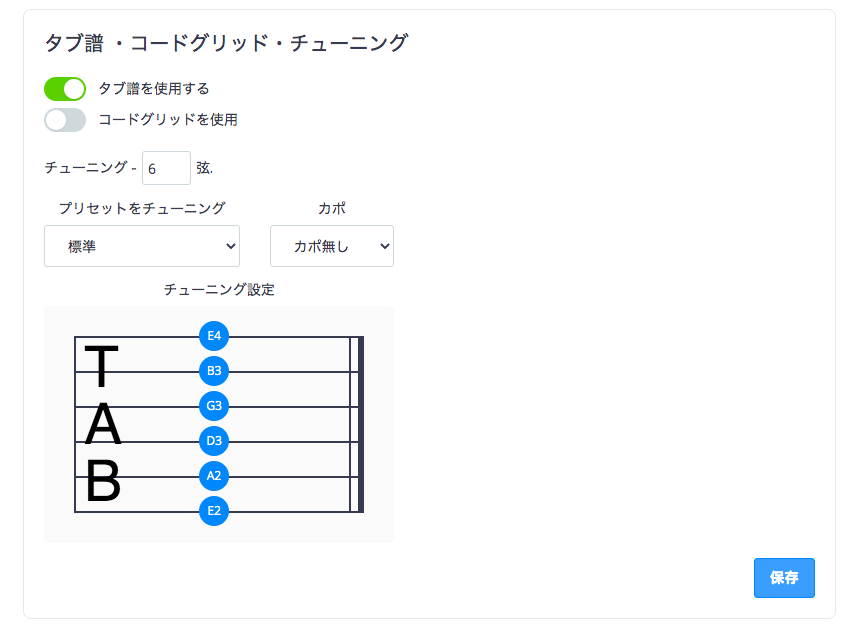 タブ譜 ・コードグリッド・チューニング
タブ譜を使用する
コードグリッドを使用
チューニング - 6 弦.
プリセットをチューニング カポ
標準 カポ無し
チューニング設定
E4
T
B3
G3
A
D3
A2
B
E2
保存